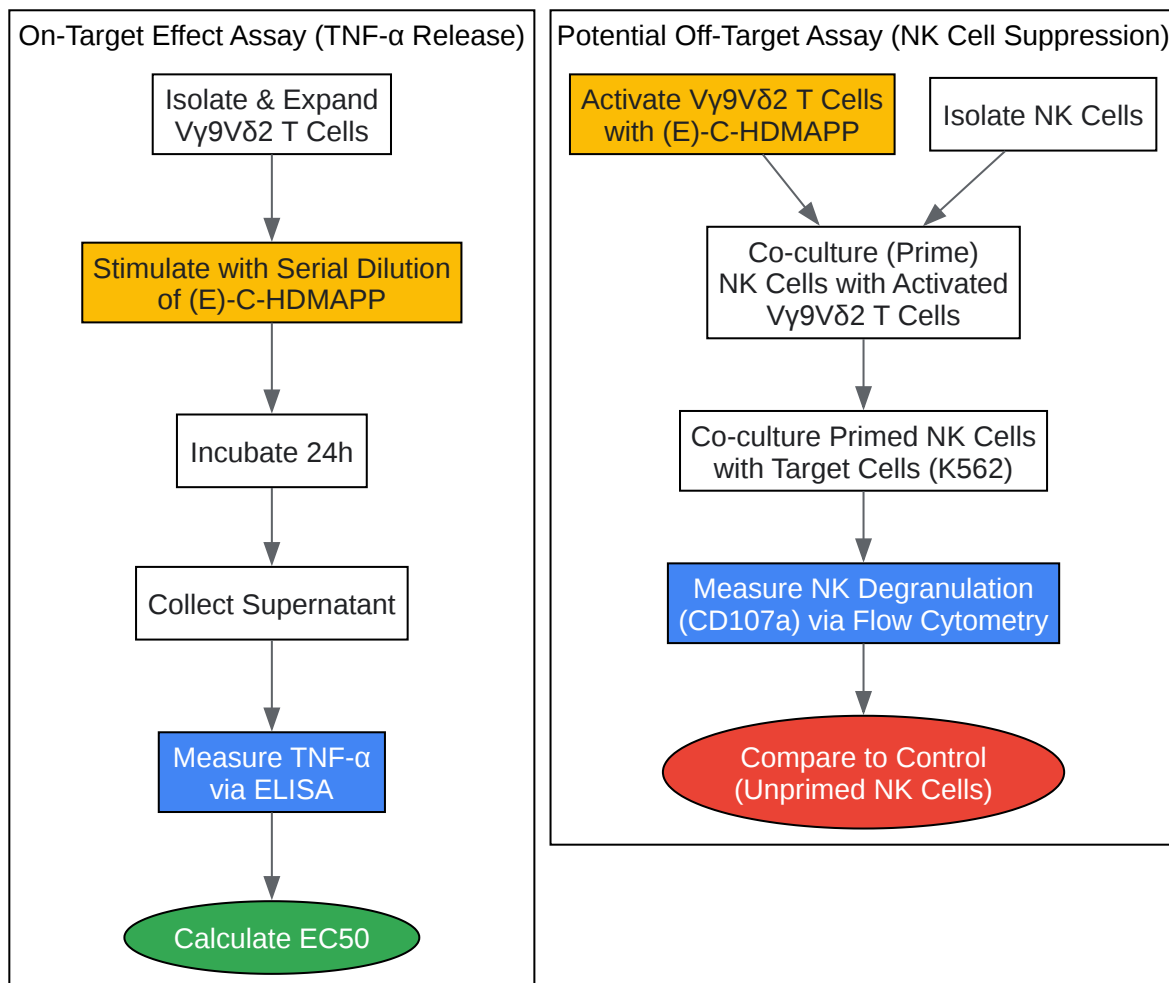 On-Target Effect Assay (TNF-α Release)
Isolate & Expand
Vγ9Vδ2 T Cells
Stimulate with Serial Dilution
of (E)-C-HDMAPP
Incubate 24h
Collect Supernatant
Measure TNF-α
via ELISA
Calculate EC50
Potential Off-Target Assay (NK Cell Suppression)
Activate Vγ9Vδ2 T Cells
with (E)-C-HDMAPP
Isolate NK Cells
Co-culture (Prime)
NK Cells with Activated
Vγ9Vδ2 T Cells
Co-culture Primed NK Cells
with Target Cells (K562)
Measure NK Degranulation
(CD107a) via Flow Cytometry
Compare to Control
(Unprimed NK Cells)